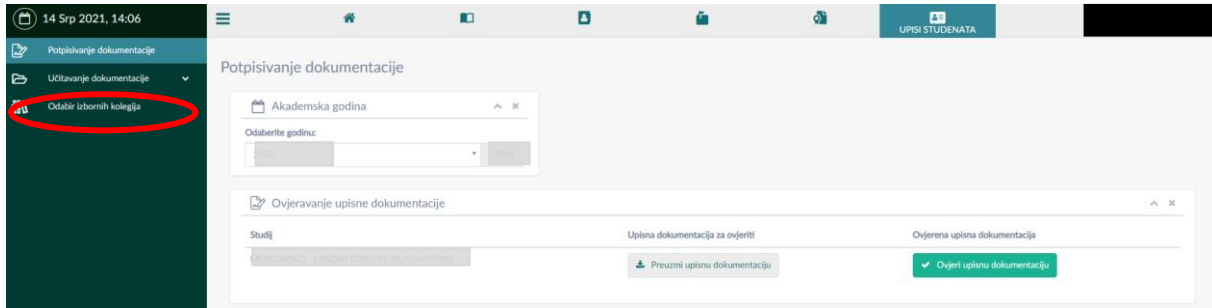 14 Srp 2021, 14:06
UPISI STUDENATA
Potpisivanje dokumentacije
Učitavanje dokumentacije
Odabir izbornih kolegija
Potpisivanje dokumentacije
Akademska godina
Odaberite godinu:
Ovjeravanje upisne dokumentacije
Studij
Upisna dokumentacija za ovjeriti
Ovjerena upisna dokumentacija
Preuzmi upisnu dokumentaciju
Ovjeri upisnu dokumentaciju